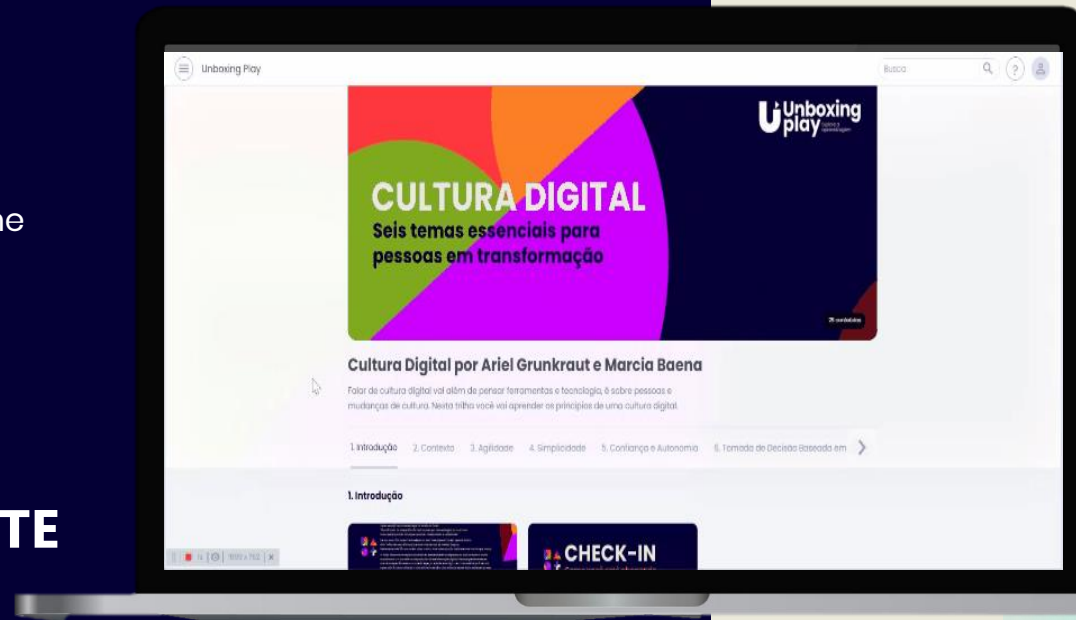 Unboxing Play
Busca
?
Unboxing
play
CULTURA DIGITAL
Seis temas essenciais para
pessoas em transformação
Cultura Digital por Ariel Grunkraut e Marcia Baena
Falar de cultura digital vai além de pensar ferramentas e tecnologia, é sobre pessoas e
mudanças de cultura. Nesta trilha você vai aprender os princípios de uma cultura digital.
1. Introdução 2. Contexto 3. Agilidade 4. Simplicidade 5. Confiança e Autonomia 6. Tomada de Decisão Baseada em
1. Introdução
CHECK-IN
ne
TE